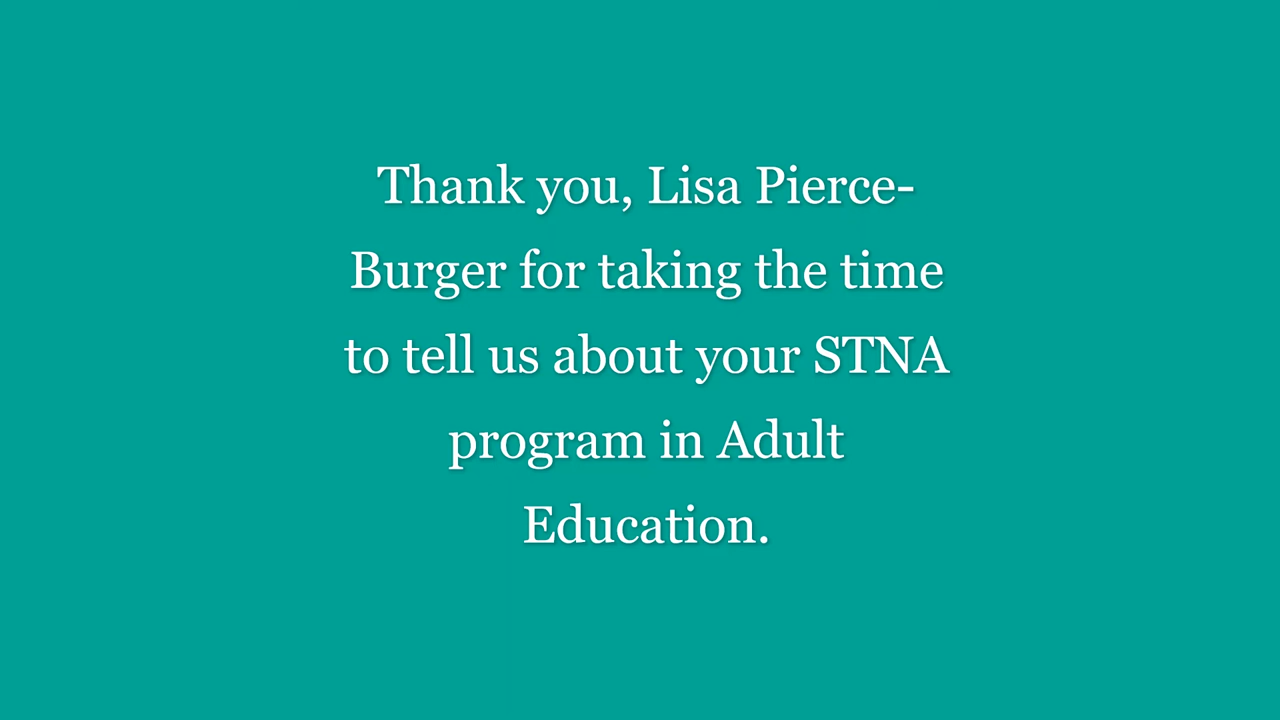 Thank you, Lisa Pierce-
Burger for taking the time
to tell us about your STNA
program in Adult
Education.